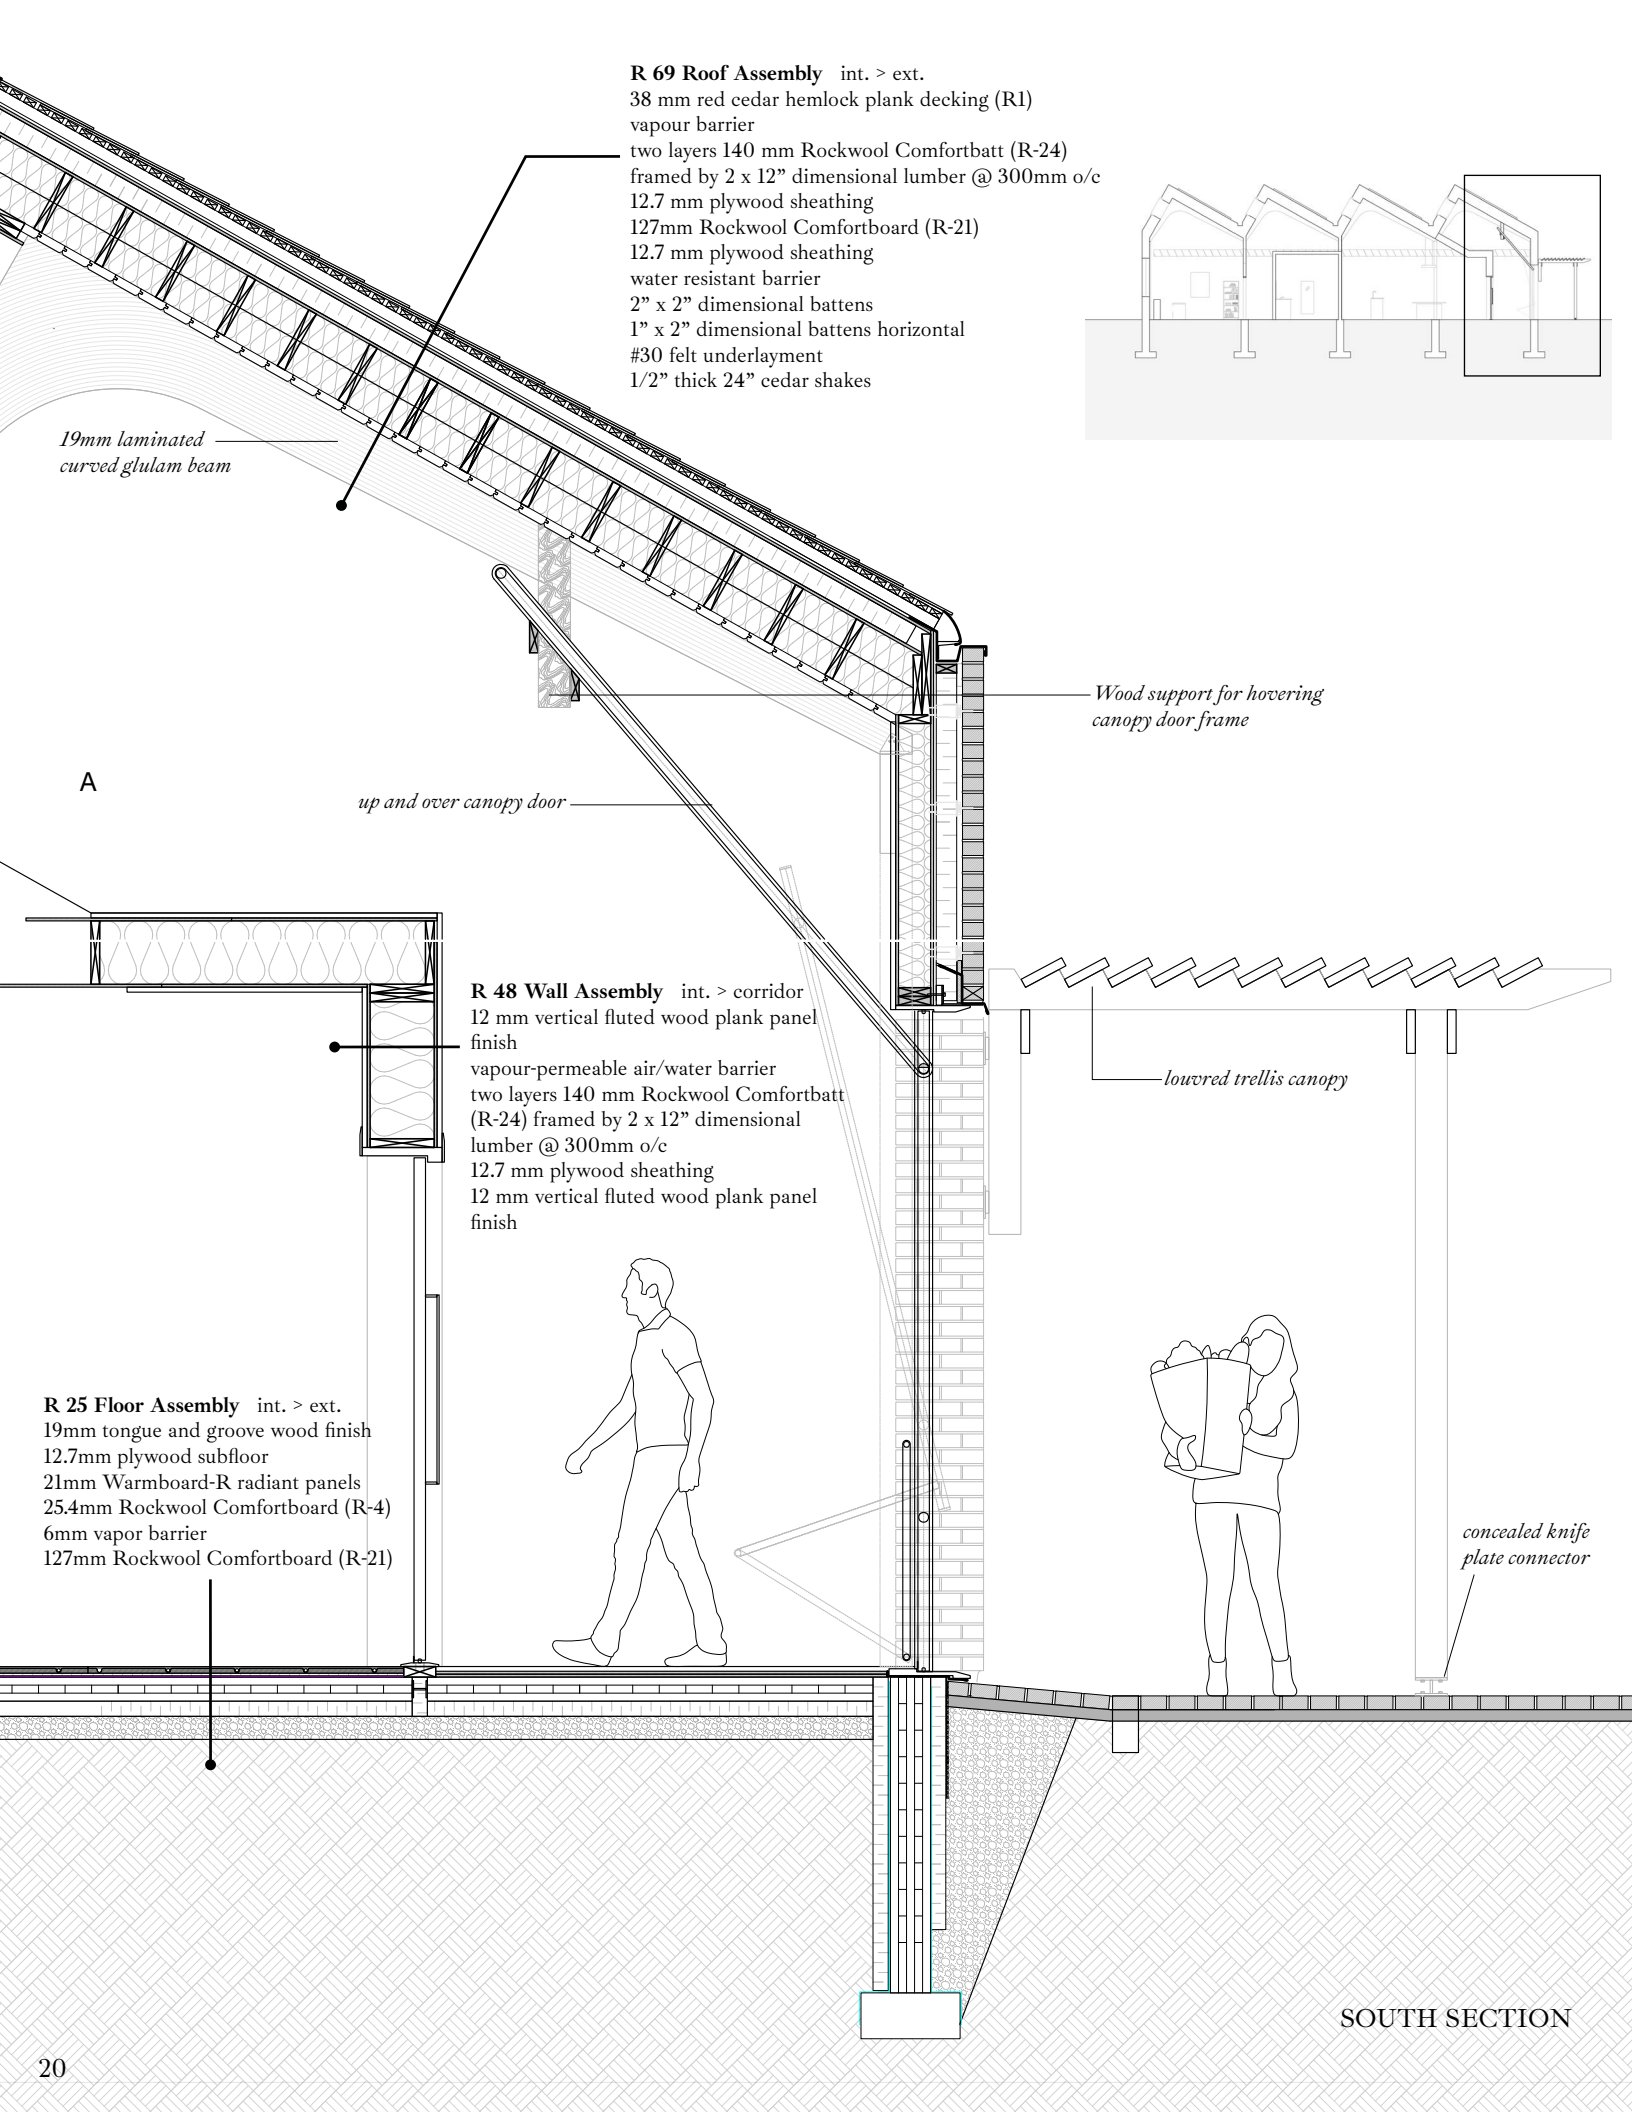 R 69 Roof Assembly int. > ext.
38 mm red cedar hemlock plank decking (R1)
vapour barrier
two layers 140 mm Rockwool Comfortbatt (R-24)
framed by 2 x 12” dimensional lumber @ 300mm o/c
12.7 mm plywood sheathing
127mm Rockwool Comfortboard (R-21)
12.7 mm plywood sheathing
water resistant barrier
2” x 2” dimensional battens
1” x 2” dimensional battens horizontal
#30 felt underlayment
1/2” thick 24” cedar shakes
19mm laminated
curved glulam beam
Wood support for hovering
canopy door frame
A
up and over canopy door
R 48 Wall Assembly int. > corridor
12 mm vertical fluted wood plank panel
finish
vapour-permeable air/water barrier
two layers 140 mm Rockwool Comfortbatt
(R-24) framed by 2 x 12” dimensional
lumber @ 300mm o/c
12.7 mm plywood sheathing
12 mm vertical fluted wood plank panel
finish
louvred trellis canopy
R 25 Floor Assembly int. > ext.
19mm tongue and groove wood finish
12.7mm plywood subfloor
21mm Warmboard-R radiant panels
25.4mm Rockwool Comfortboard (R-4)
6mm vapor barrier
127mm Rockwool Comfortboard (R-21)
concealed knife
plate connector
SOUTH SECTION
20